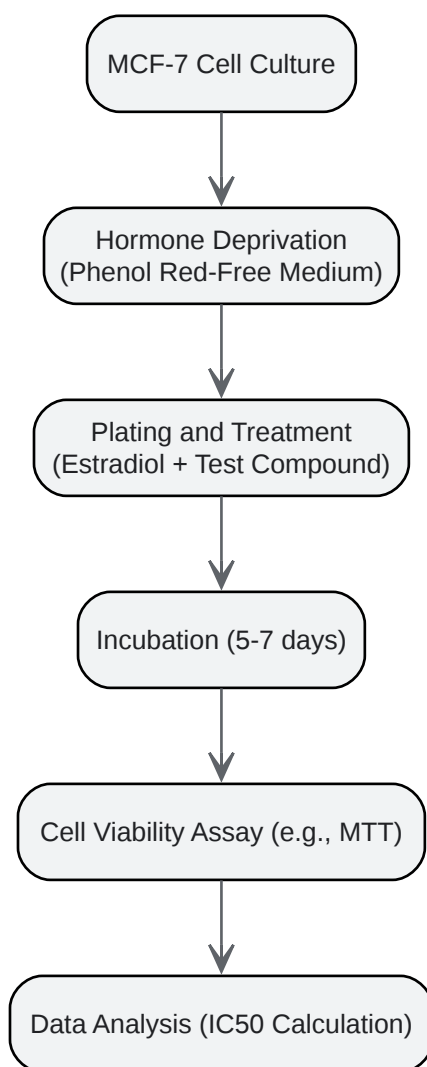 MCF-7 Cell Culture
Hormone Deprivation
(Phenol Red-Free Medium)
Plating and Treatment
(Estradiol + Test Compound)
Incubation (5-7 days)
Cell Viability Assay (e.g., MTT)
Data Analysis (IC50 Calculation)